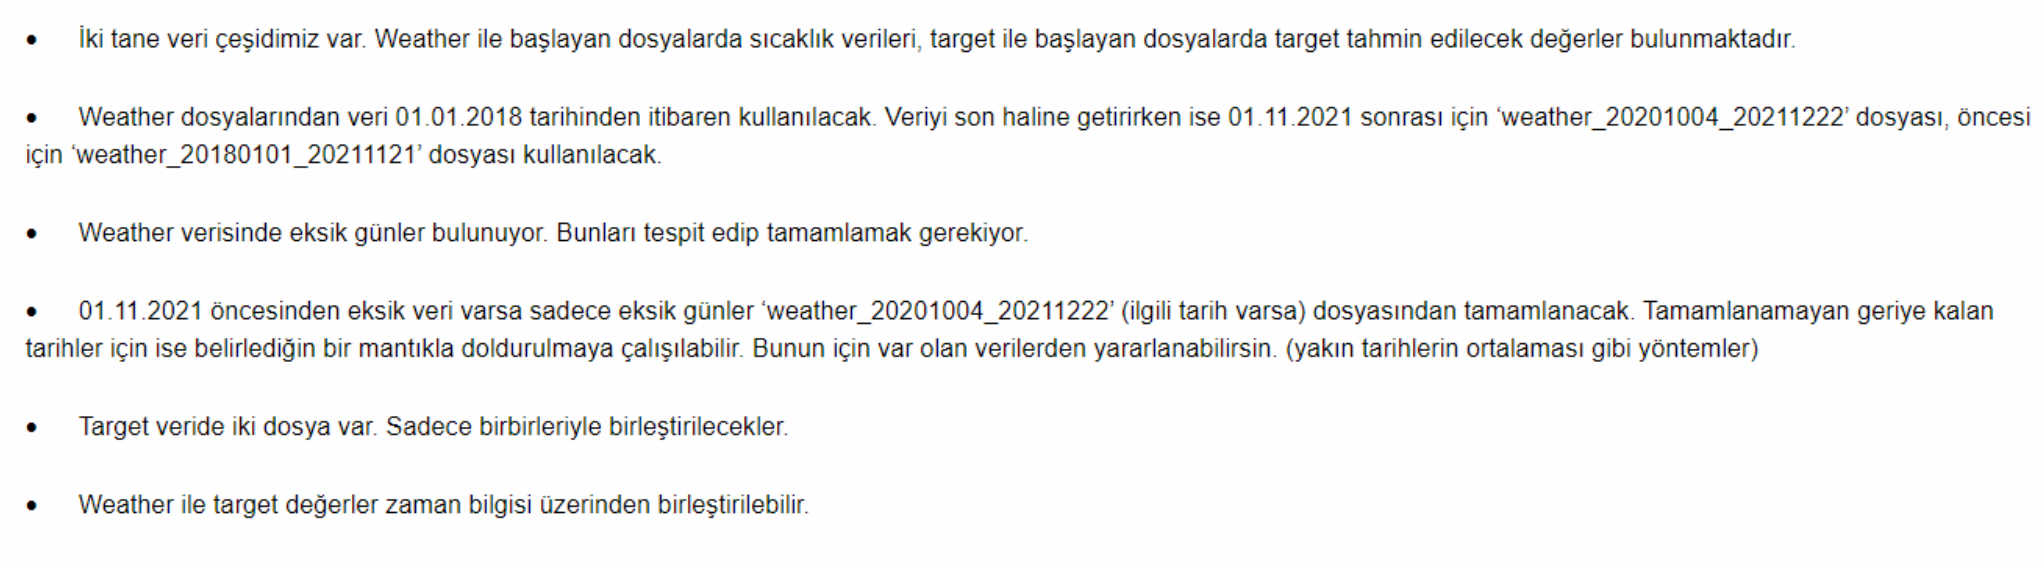 • İki tane veri çeşidimiz var. Weather ile başlayan dosyalarda sıcaklık verileri, target ile başlayan dosyalarda target tahmin edilecek değerler bulunmaktadır.
• Weather dosyalarından veri 01.01.2018 tarihinden itibaren kullanılacak. Veriyi son haline getirirken ise 01.11.2021 sonrası için ‘weather_20201004_20211222’ dosyası, öncesi
için ‘weather_20180101_20211121’ dosyası kullanılacak.
• Weather verisinde eksik günler bulunuyor. Bunları tespit edip tamamlamak gerekiyor.
• 01.11.2021 öncesinden eksik veri varsa sadece eksik günler ‘weather_20201004_20211222’ (ilgili tarih varsa) dosyasından tamamlanacak. Tamamlanamayan geriye kalan
tarihler için ise belirlediğin bir mantıkla doldurulmaya çalışılabilir. Bunun için var olan verilerden yararlanabilirsin. (yakın tarihlerin ortalaması gibi yöntemler)
• Target veride iki dosya var. Sadece birbirleriyle birleştirilecekler.
• Weather ile target değerler zaman bilgisi üzerinden birleştirilebilir.